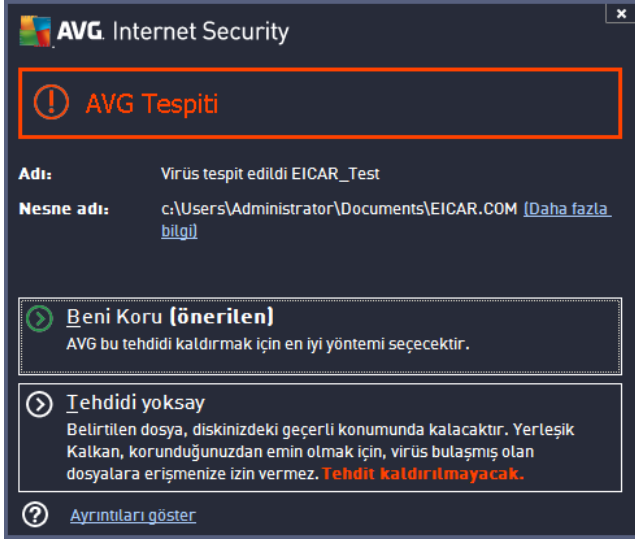 AVG. Internet Security
AVG Tespiti
Adı: Virüs tespit edildi EICAR_Test
Nesne adı: c:\Users\Administrator\Documents\EICAR.COM (Daha fazla
bilgi)
Beni Koru (önerilen)
AVG bu tehdidi kaldırmak için en iyi yöntemi seçecektir.
Tehdidi yoksay
Belirtilen dosya, diskinizdeki geçerli konumunda kalacaktır. Yerleşik
Kalkan, korunduğunuzdan emin olmak için, virüs bulaşmış olan
dosyalara erişmenize izin vermez. Tehdit kaldırılmayacak.
Ayrıntıları göster